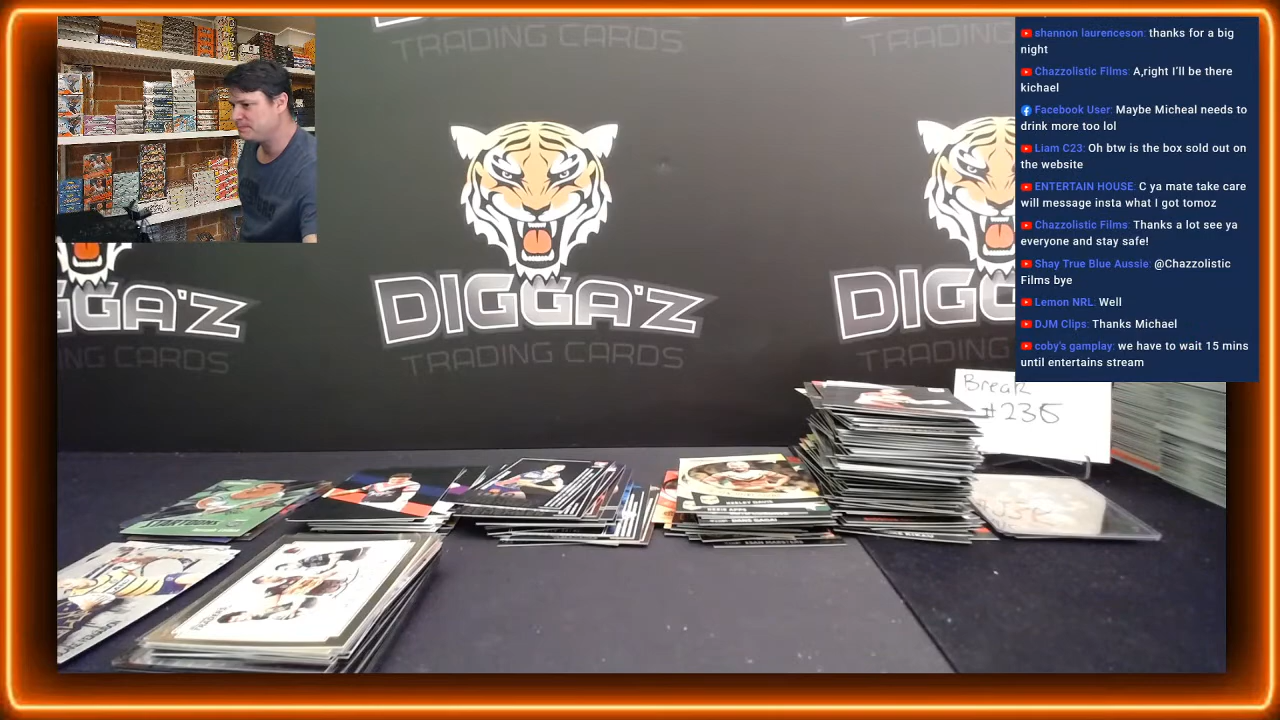 DIGGA'Z
TRADING CARDS
shannon laurenceson: thanks for a big
night
Chazzolistic Films: A,right I'll be there
kichael
Facebook User: Maybe Micheal needs to
drink more too lol
Liam C23: Oh btw is the box sold out on
the website
ENTERTAIN HOUSE: C ya mate take care
will message insta what I got tomoz
Chazzolistic Films: Thanks a lot see ya
everyone and stay safe!
Shay True Blue Aussie: @Chazzolistic
Films bye
Lemon NRL: Well
DJM Clips: Thanks Michael
coby's gamplay: we have to wait 15 mins
until entertains stream
TRADING CARDS
TRADING CARDS
GGA'Z
NG CARDS
DIGG
TRADING
Break
#236